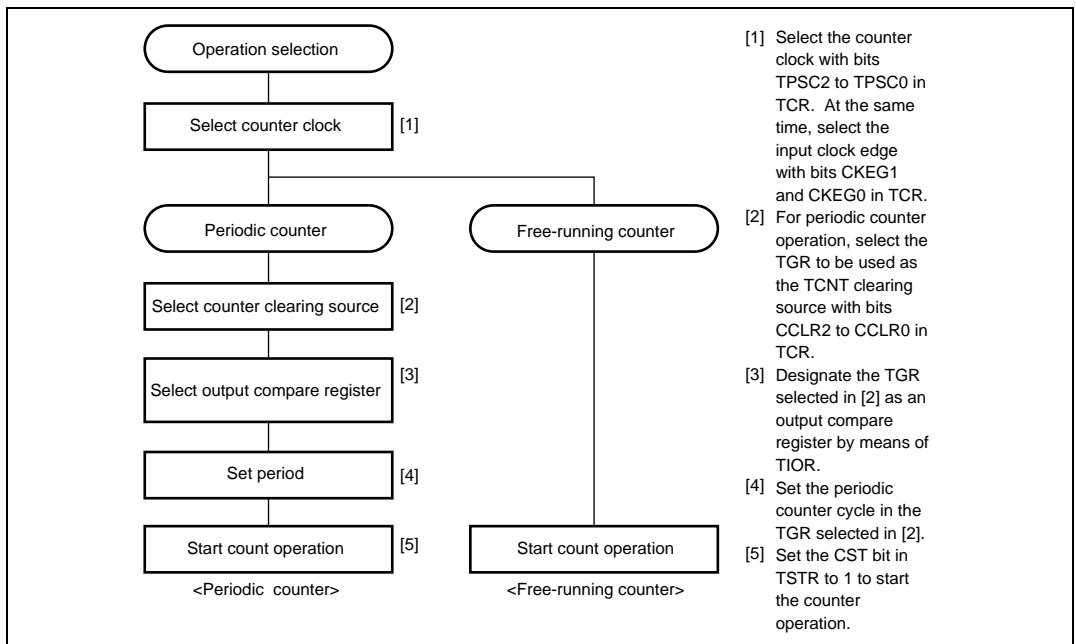 Operation selection
Select counter clock
[1]
Periodic counter
Free-running counter
Select counter clearing source
[2]
Select output compare register
[3]
Set period
[4]
Start count operation
[5]
Start count operation
<Periodic counter>
<Free-running counter>
[1] Select the counter
clock with bits
TPSC2 to TPSC0 in
TCR. At the same
time, select the
input clock edge
with bits CKEG1
and CKEG0 in TCR.
[2] For periodic counter
operation, select the
TGR to be used as
the TCNT clearing
source with bits
CCLR2 to CCLR0 in
TCR.
[3] Designate the TGR
selected in [2] as an
output compare
register by means of
TIOR.
[4] Set the periodic
counter cycle in the
TGR selected in [2].
[5] Set the CST bit in
TSTR to 1 to start
the counter
operation.